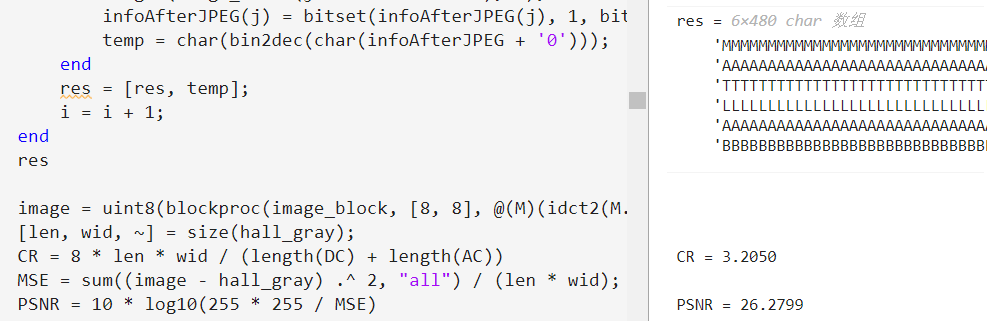 infoAfterJPEG(j) = bitset(infoAfterJPEG(j), 1, bit
temp = char(bin2dec(char(infoAfterJPEG + '0')));
end
res = [res, temp];
i = i + 1;
end
res
image = uint8(blockproc(image_block, [8, 8], @(M)(idct2(M.
[len, wid, ~] = size(hall_gray);
CR = 8 * len * wid / (length(DC) + length(AC))
MSE = sum((image - hall_gray) .^ 2, "all") / (len * wid);
PSNR = 10 * log10(255 * 255 / MSE)
res = 6×480 char 数组
'MMMMMMMMMMMMMMMMMMMMMMMMMMMMMM
'AAAAAAAAAAAAAAAAAAAAAAAAAAAAAA
'TTTTTTTTTTTTTTTTTTTTTTTTTTTTTT
'LLLLLLLLLLLLLLLLLLLLLLLLLLLLLL
'AAAAAAAAAAAAAAAAAAAAAAAAAAAAAA
'BBBBBBBBBBBBBBBBBBBBBBBBBBBBBB
CR = 3.2050
PSNR = 26.2799